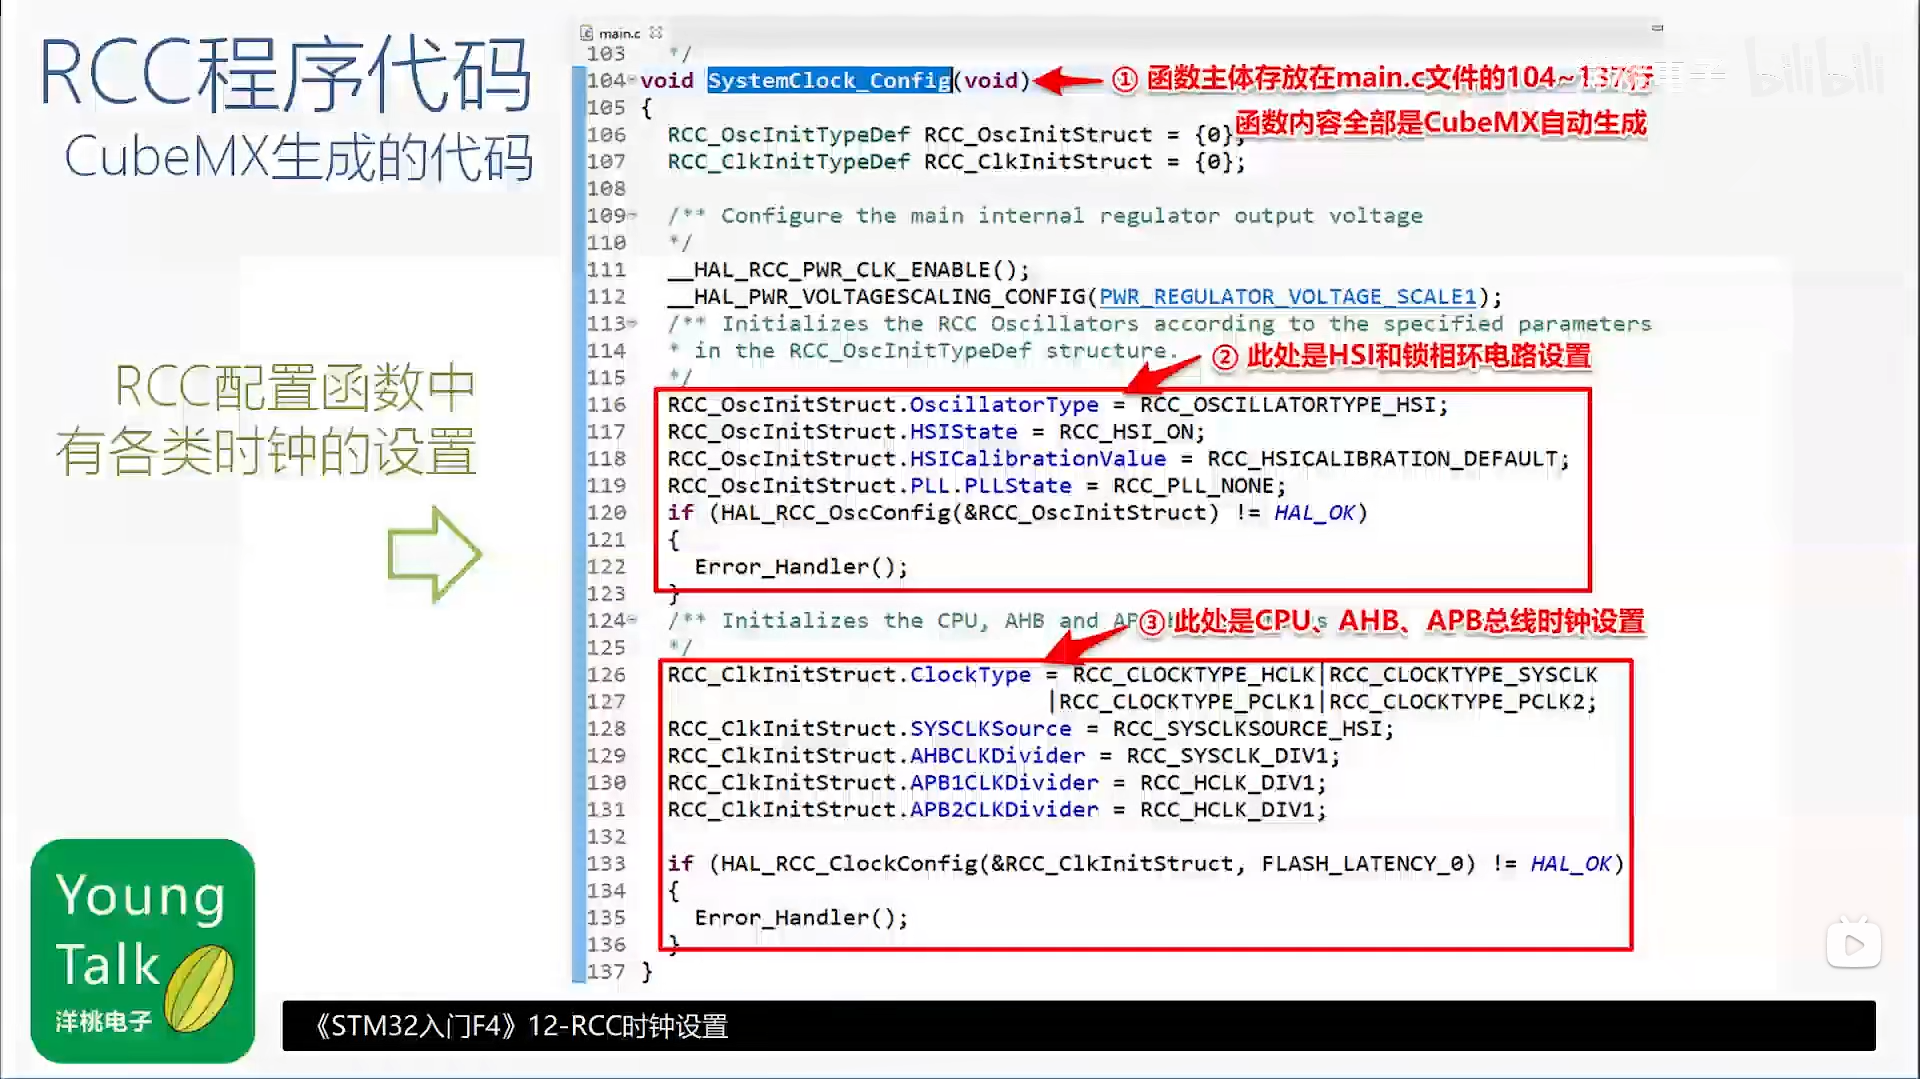 RCC程序代码
CubeMX生成的代码
RCC配置函数中
有各类时钟的设置
main.c
103 */
104 void SystemClock_Config(void)
① 函数主体存放在main.c文件的104~137行
函数内容全部是CubeMX自动生成
105 {
106 RCC_OscInitTypeDef RCC_OscInitStruct = {0};
107 RCC_ClkInitTypeDef RCC_ClkInitStruct = {0};
108
109 /** Configure the main internal regulator output voltage
110 */
111 __HAL_RCC_PWR_CLK_ENABLE();
112 __HAL_PWR_VOLTAGESCALING_CONFIG(PWR_REGULATOR_VOLTAGE_SCALE1);
113 /** Initializes the RCC Oscillators according to the specified parameters
114 * in the RCC_OscInitTypeDef structure.
② 此处是HSI和锁相环电路设置
115 */
116 RCC_OscInitStruct.OscillatorType = RCC_OSCILLATORTYPE_HSI;
117 RCC_OscInitStruct.HSIState = RCC_HSI_ON;
118 RCC_OscInitStruct.HSICalibrationValue = RCC_HSICALIBRATION_DEFAULT;
119 RCC_OscInitStruct.PLL.PLLState = RCC_PLL_NONE;
120 if (HAL_RCC_OscConfig(&RCC_OscInitStruct) != HAL_OK)
121 {
122 Error_Handler();
123 }
124 /** Initializes the CPU, AHB and
③ 此处是CPU、AHB、APB总线时钟设置
125 */
126 RCC_ClkInitStruct.ClockType = RCC_CLOCKTYPE_HCLK|RCC_CLOCKTYPE_SYSCLK
127 |RCC_CLOCKTYPE_PCLK1|RCC_CLOCKTYPE_PCLK2;
128 RCC_ClkInitStruct.SYSCLKSource = RCC_SYSCLKSOURCE_HSI;
129 RCC_ClkInitStruct.AHBCLKDivider = RCC_SYSCLK_DIV1;
130 RCC_ClkInitStruct.APB1CLKDivider = RCC_HCLK_DIV1;
131 RCC_ClkInitStruct.APB2CLKDivider = RCC_HCLK_DIV1;
132
133 if (HAL_RCC_ClockConfig(&RCC_ClkInitStruct, FLASH_LATENCY_0) != HAL_OK)
134 {
135 Error_Handler();
136 }
137 }
Young
Talk
洋桃电子
《STM32入门F4》12-RCC时钟设置
bilibili